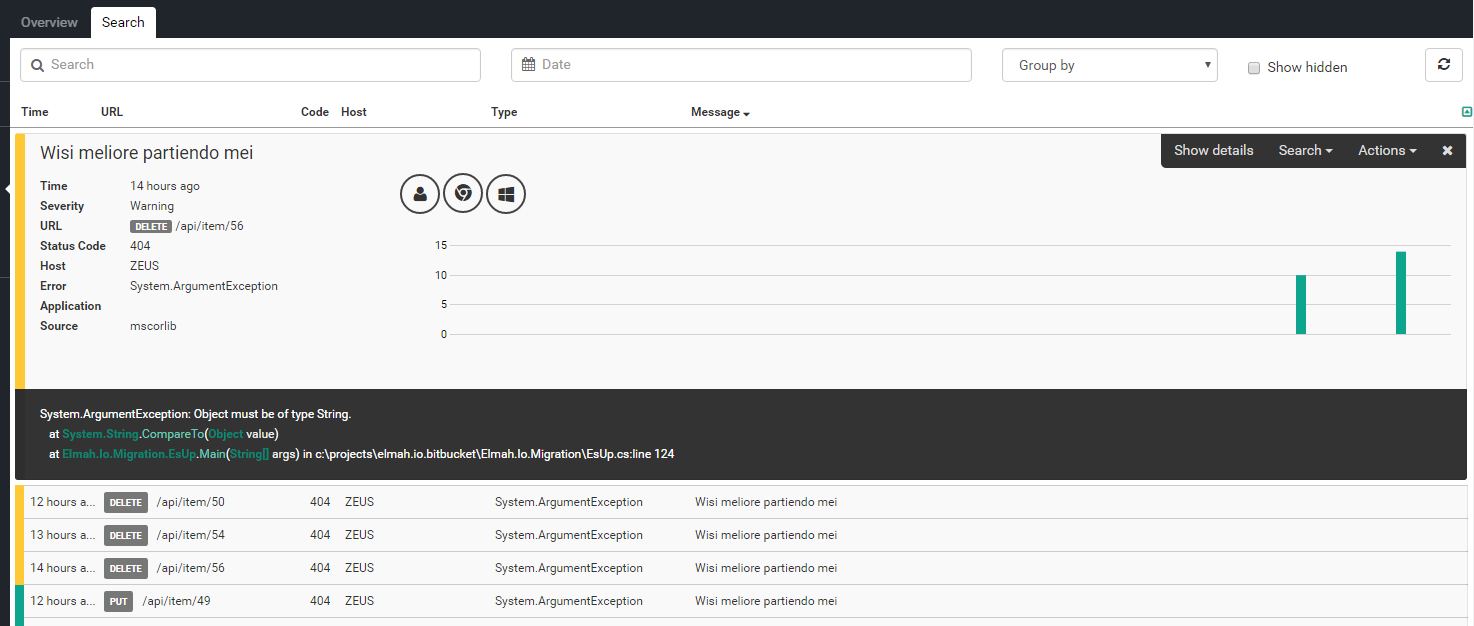 Overview Search
Search Date Group by Show hidden
Time URL Code Host Type Message
Wisi meliore partiendo mei Show details Search Actions
Time 14 hours ago
Severity Warning
URL DELETE /api/item/56
Status Code 404
Host ZEUS
Error System.ArgumentException
Application
Source mscorlib
15
10
5
0
System.ArgumentException: Object must be of type String.
at System.String.CompareTo(Object value)
at Elmah.Io.Migration.EsUp.Main(String[] args) in c:\projects\elmah.io.bitbucket\Elmah.Io.Migration\EsUp.cs:line 124
12 hours a... DELETE /api/item/50 404 ZEUS System.ArgumentException Wisi meliore partiendo mei
13 hours a... DELETE /api/item/54 404 ZEUS System.ArgumentException Wisi meliore partiendo mei
14 hours a... DELETE /api/item/56 404 ZEUS System.ArgumentException Wisi meliore partiendo mei
12 hours a... PUT /api/item/49 404 ZEUS System.ArgumentException Wisi meliore partiendo mei